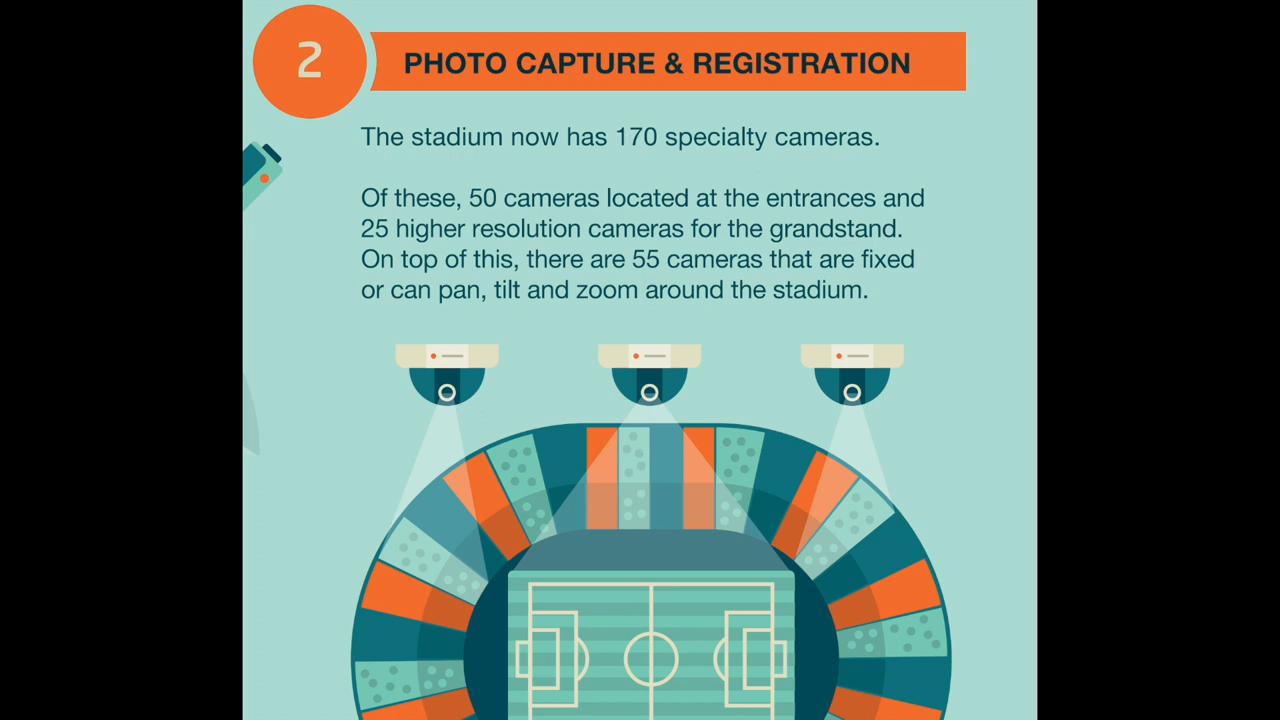 2
PHOTO CAPTURE & REGISTRATION
The stadium now has 170 specialty cameras.
Of these, 50 cameras located at the entrances and
25 higher resolution cameras for the grandstand.
On top of this, there are 55 cameras that are fixed
or can pan, tilt and zoom around the stadium.